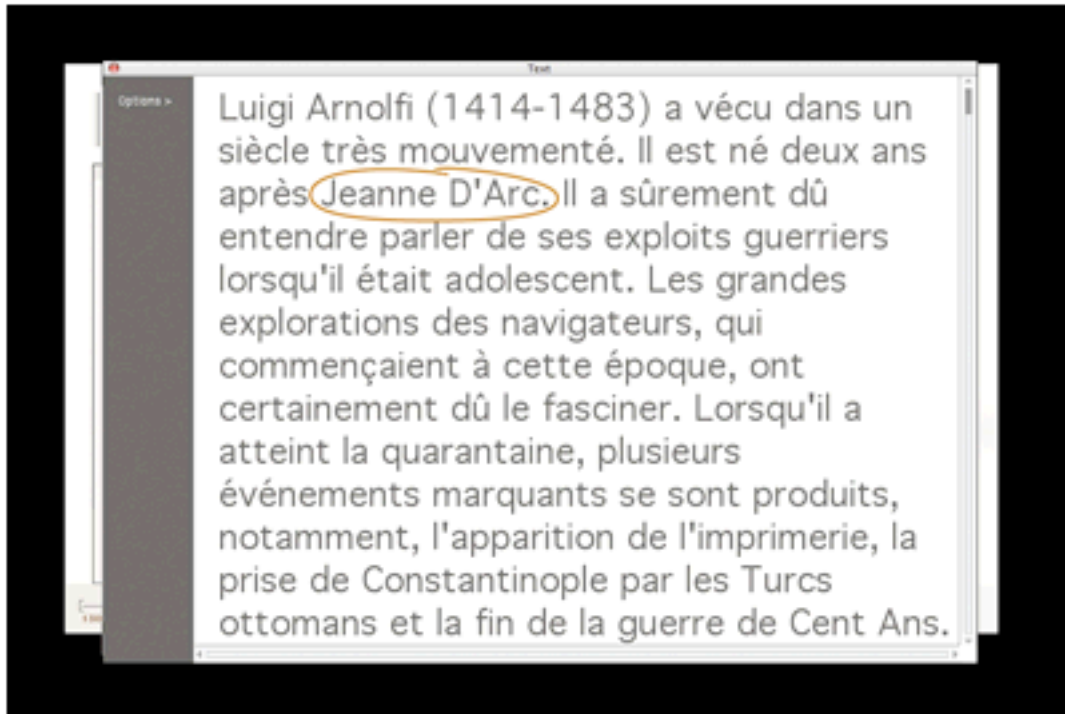 Text
Options >
Luigi Arnolfi (1414-1483) a vécu dans un
siècle très mouvementé. Il est né deux ans
après Jeanne D'Arc. Il a sûrement dû
entendre parler de ses exploits guerriers
lorsqu'il était adolescent. Les grandes
explorations des navigateurs, qui
commençaient à cette époque, ont
certainement dû le fasciner. Lorsqu'il a
atteint la quarantaine, plusieurs
événements marquants se sont produits,
notamment, l'apparition de l'imprimerie, la
prise de Constantinople par les Turcs
ottomans et la fin de la guerre de Cent Ans.